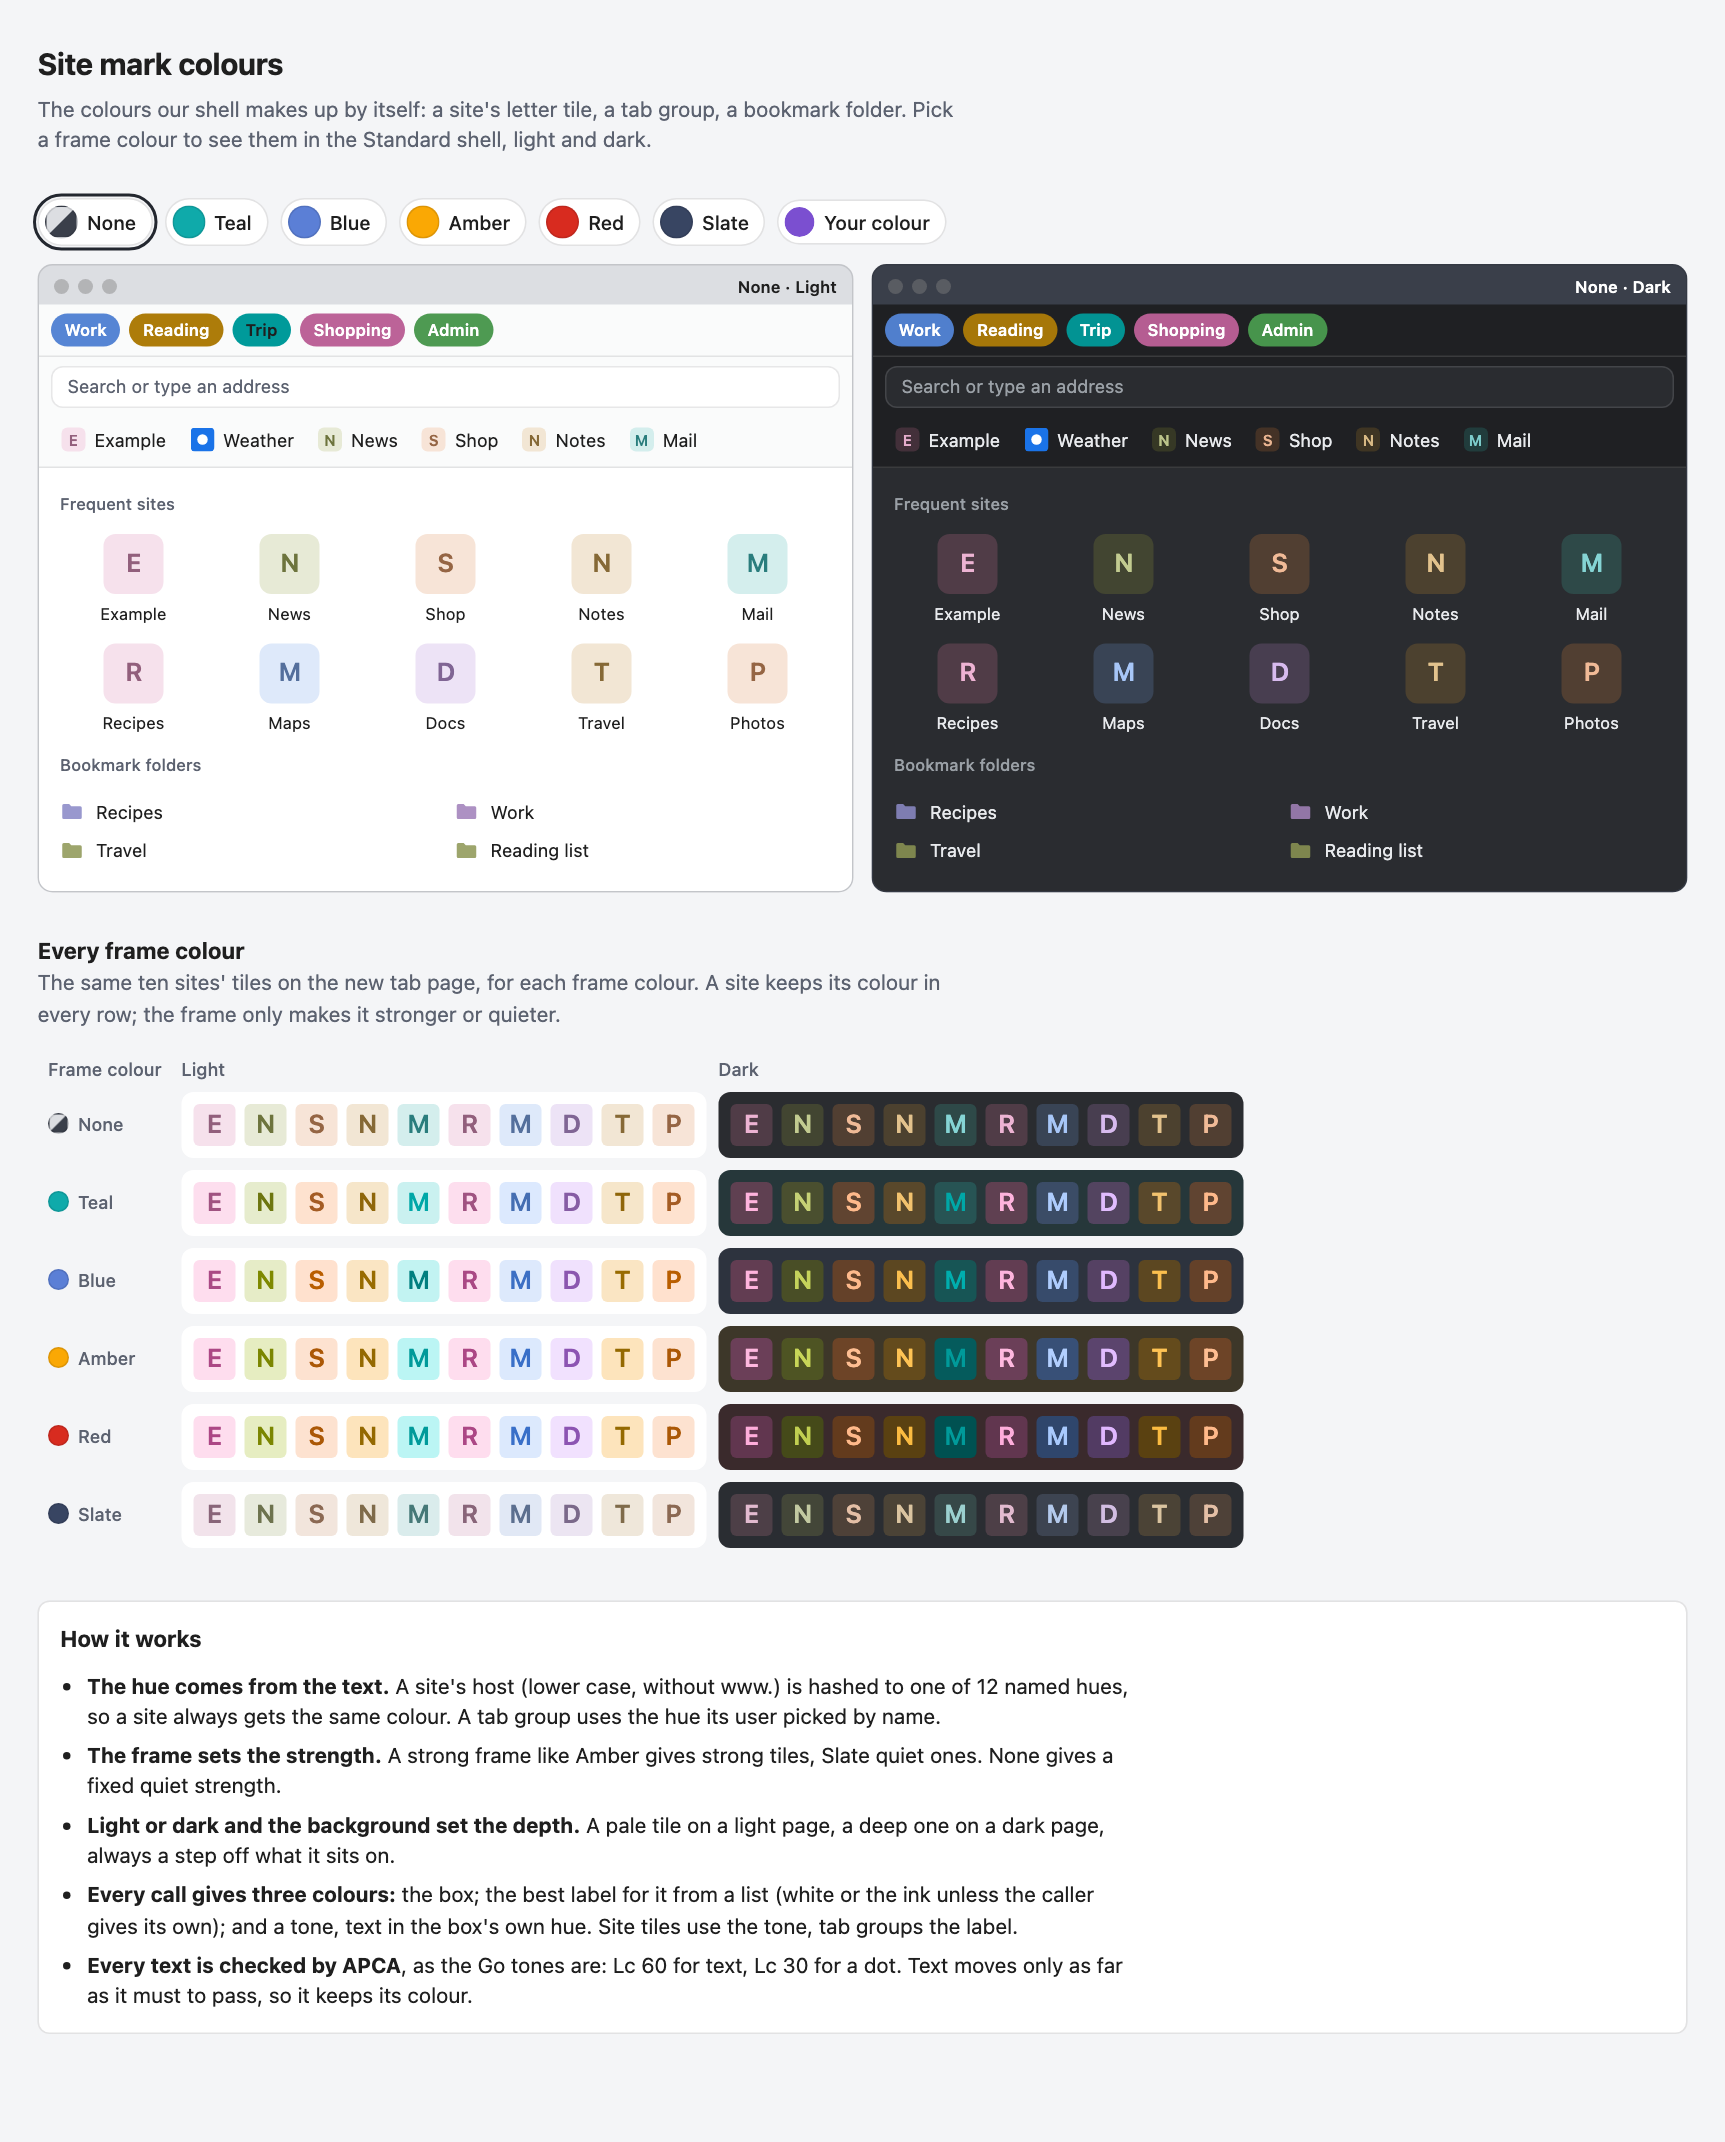 Site mark colours
The colours our shell makes up by itself: a site's letter tile, a tab group, a bookmark folder. Pick
a frame colour to see them in the Standard shell, light and dark.
None Teal Blue Amber Red Slate Your colour
None · Light
Work Reading Trip Shopping Admin
Search or type an address
E Example Weather N News S Shop N Notes M Mail
Frequent sites
E N S N M
Example News Shop Notes Mail
R M D T P
Recipes Maps Docs Travel Photos
Bookmark folders
Recipes Work
Travel Reading list
None · Dark
Work Reading Trip Shopping Admin
Search or type an address
E Example Weather N News S Shop N Notes M Mail
Frequent sites
E N S N M
Example News Shop Notes Mail
R M D T P
Recipes Maps Docs Travel Photos
Bookmark folders
Recipes Work
Travel Reading list
Every frame colour
The same ten sites' tiles on the new tab page, for each frame colour. A site keeps its colour in
every row; the frame only makes it stronger or quieter.
Frame colour Light Dark
None E N S N M R M D T P E N S N M R M D T P
Teal E N S N M R M D T P E N S N M R M D T P
Blue E N S N M R M D T P E N S N M R M D T P
Amber E N S N M R M D T P E N S N M R M D T P
Red E N S N M R M D T P E N S N M R M D T P
Slate E N S N M R M D T P E N S N M R M D T P
How it works
• The hue comes from the text. A site's host (lower case, without www.) is hashed to one of 12 named hues,
so a site always gets the same colour. A tab group uses the hue its user picked by name.
• The frame sets the strength. A strong frame like Amber gives strong tiles, Slate quiet ones. None gives a
fixed quiet strength.
• Light or dark and the background set the depth. A pale tile on a light page, a deep one on a dark page,
always a step off what it sits on.
• Every call gives three colours: the box; the best label for it from a list (white or the ink unless the caller
gives its own); and a tone, text in the box's own hue. Site tiles use the tone, tab groups the label.
• Every text is checked by APCA, as the Go tones are: Lc 60 for text, Lc 30 for a dot. Text moves only as far
as it must to pass, so it keeps its colour.